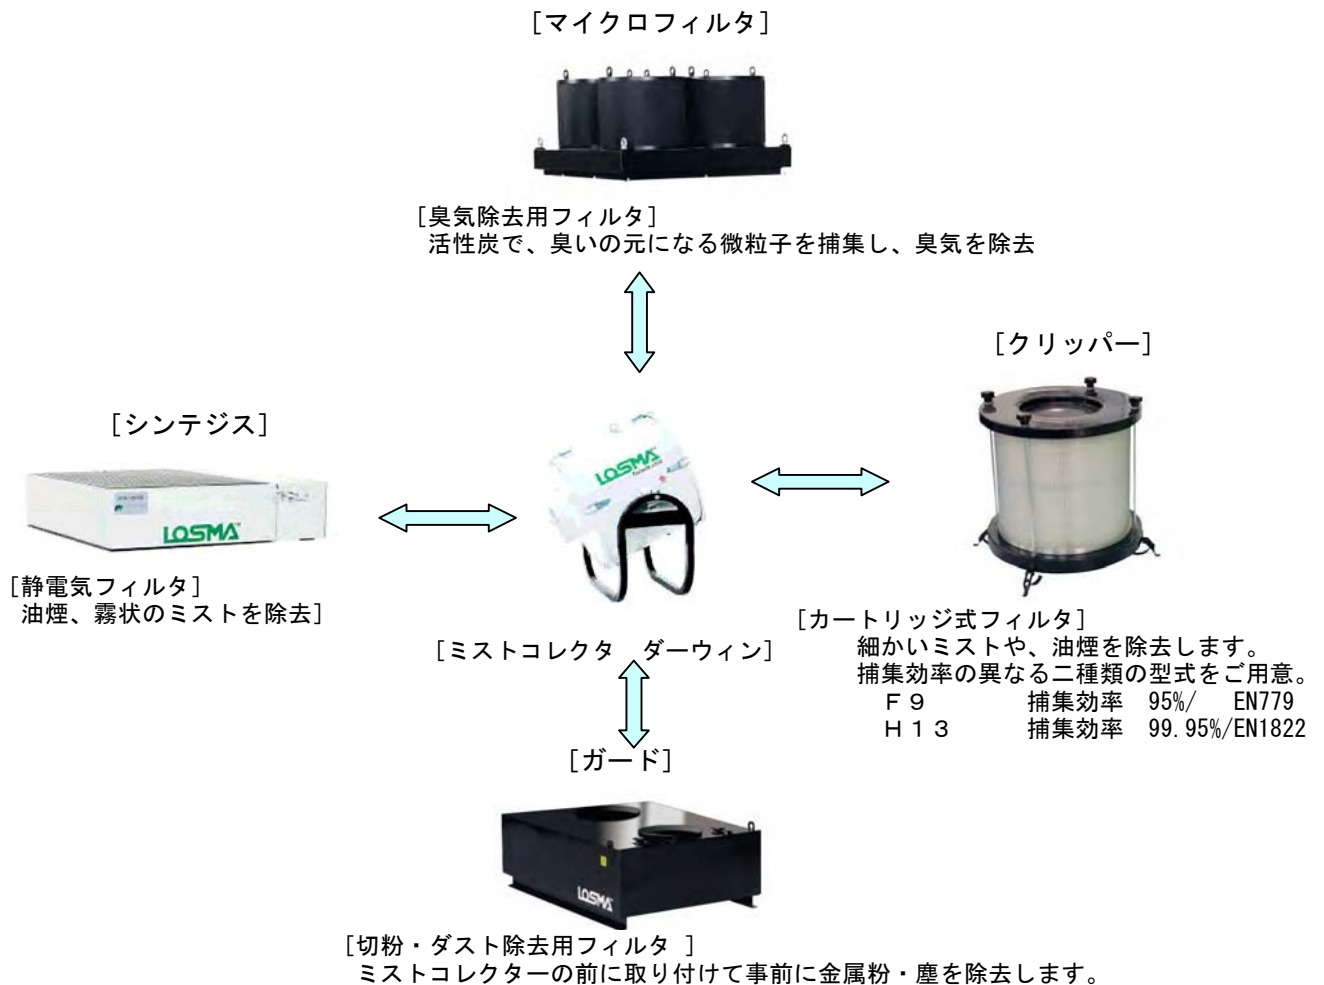 [マイクロフィルタ]
[臭気除去用フィルタ]
活性炭で、臭いの元になる微粒子を捕集し、臭気を除去
[クリッパー]
[シンテジス]
LOSMA
LOSMA
[静電気フィルタ]
油煙、霧状のミストを除去]
[カートリッジ式フィルタ]
細かいミストや、油煙を除去します。
捕集効率の異なる二種類の型式をご用意。
Ｆ９　捕集効率　95%/　EN779
Ｈ１３　捕集効率　99.95%/EN1822
[ミストコレクタ　ダーウィン]
[ガード]
LOSMA
[切粉・ダスト除去用フィルタ ]
ミストコレクターの前に取り付けて事前に金属粉・塵を除去します。